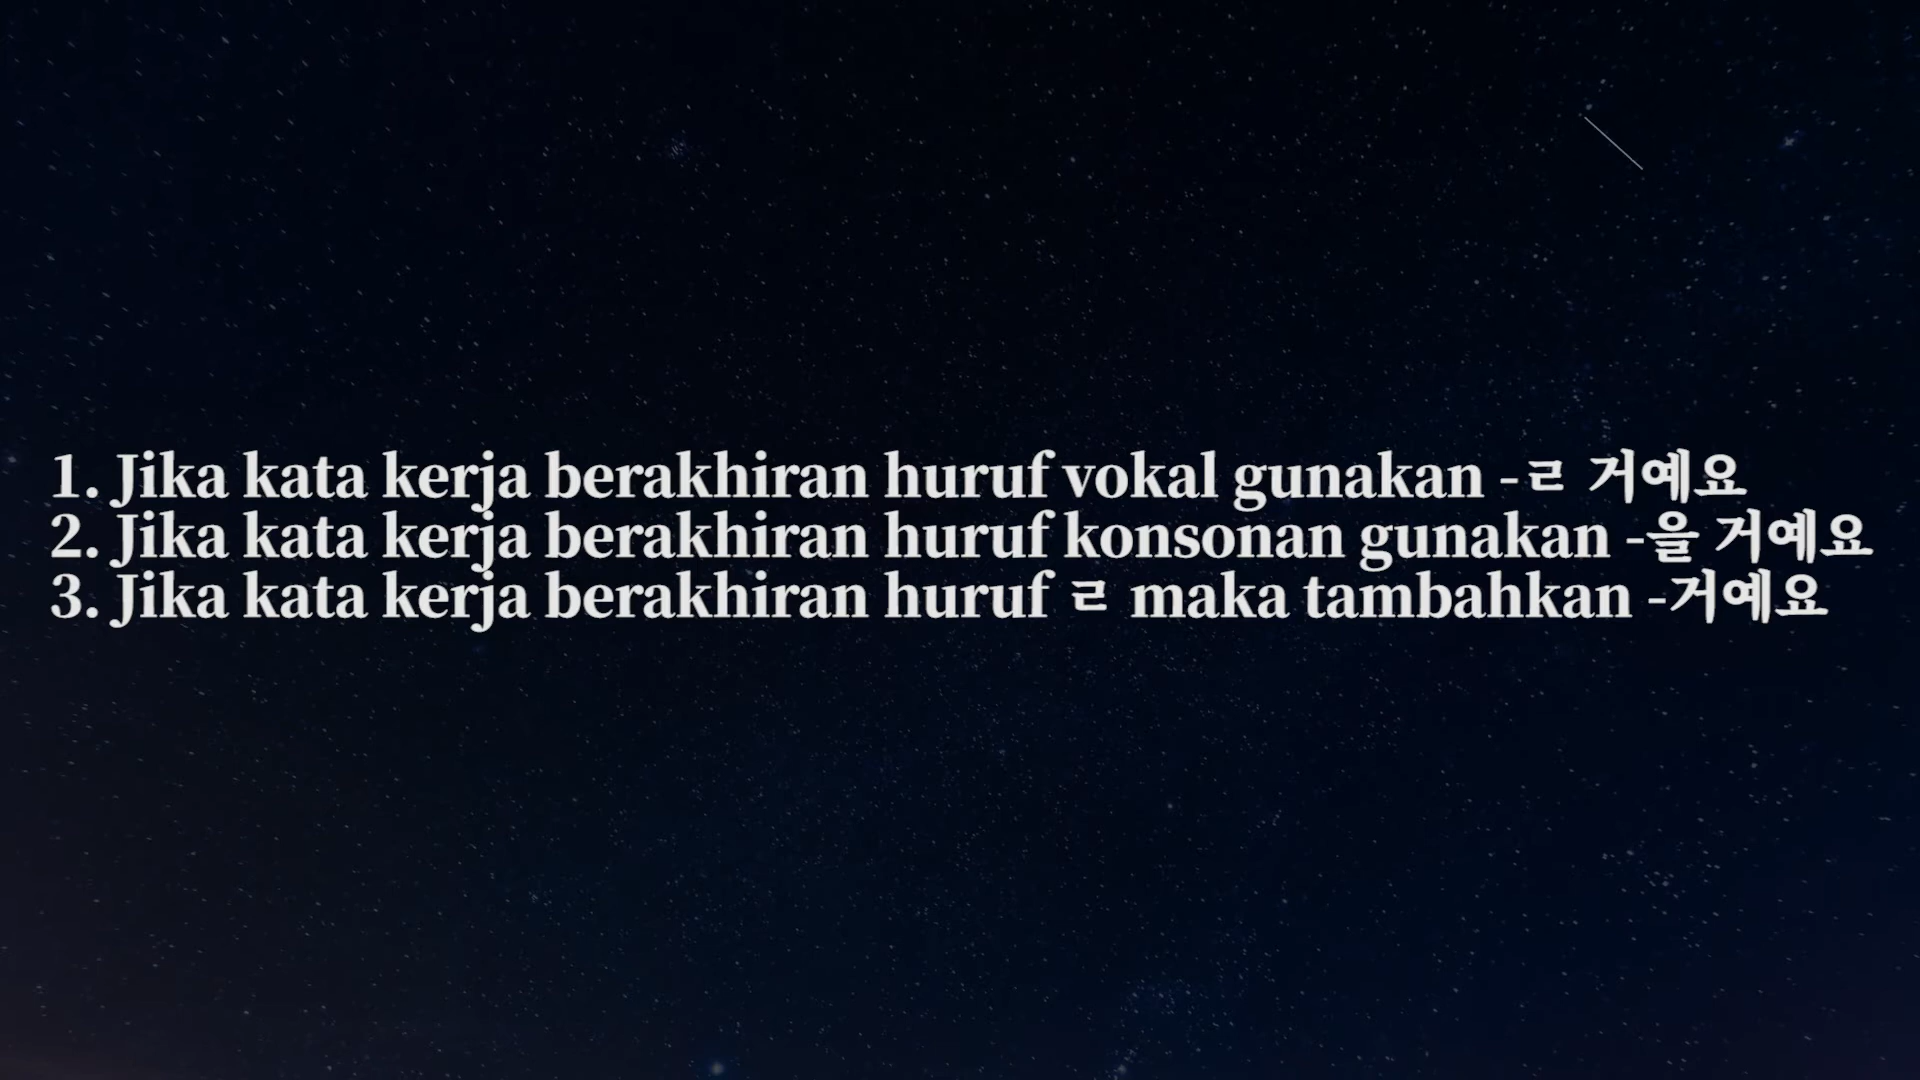 1. Jika kata kerja berakhiran huruf vokal gunakan -ㄹ 거예요
2. Jika kata kerja berakhiran huruf konsonan gunakan -을 거예요
3. Jika kata kerja berakhiran huruf ㄹ maka tambahkan -거예요